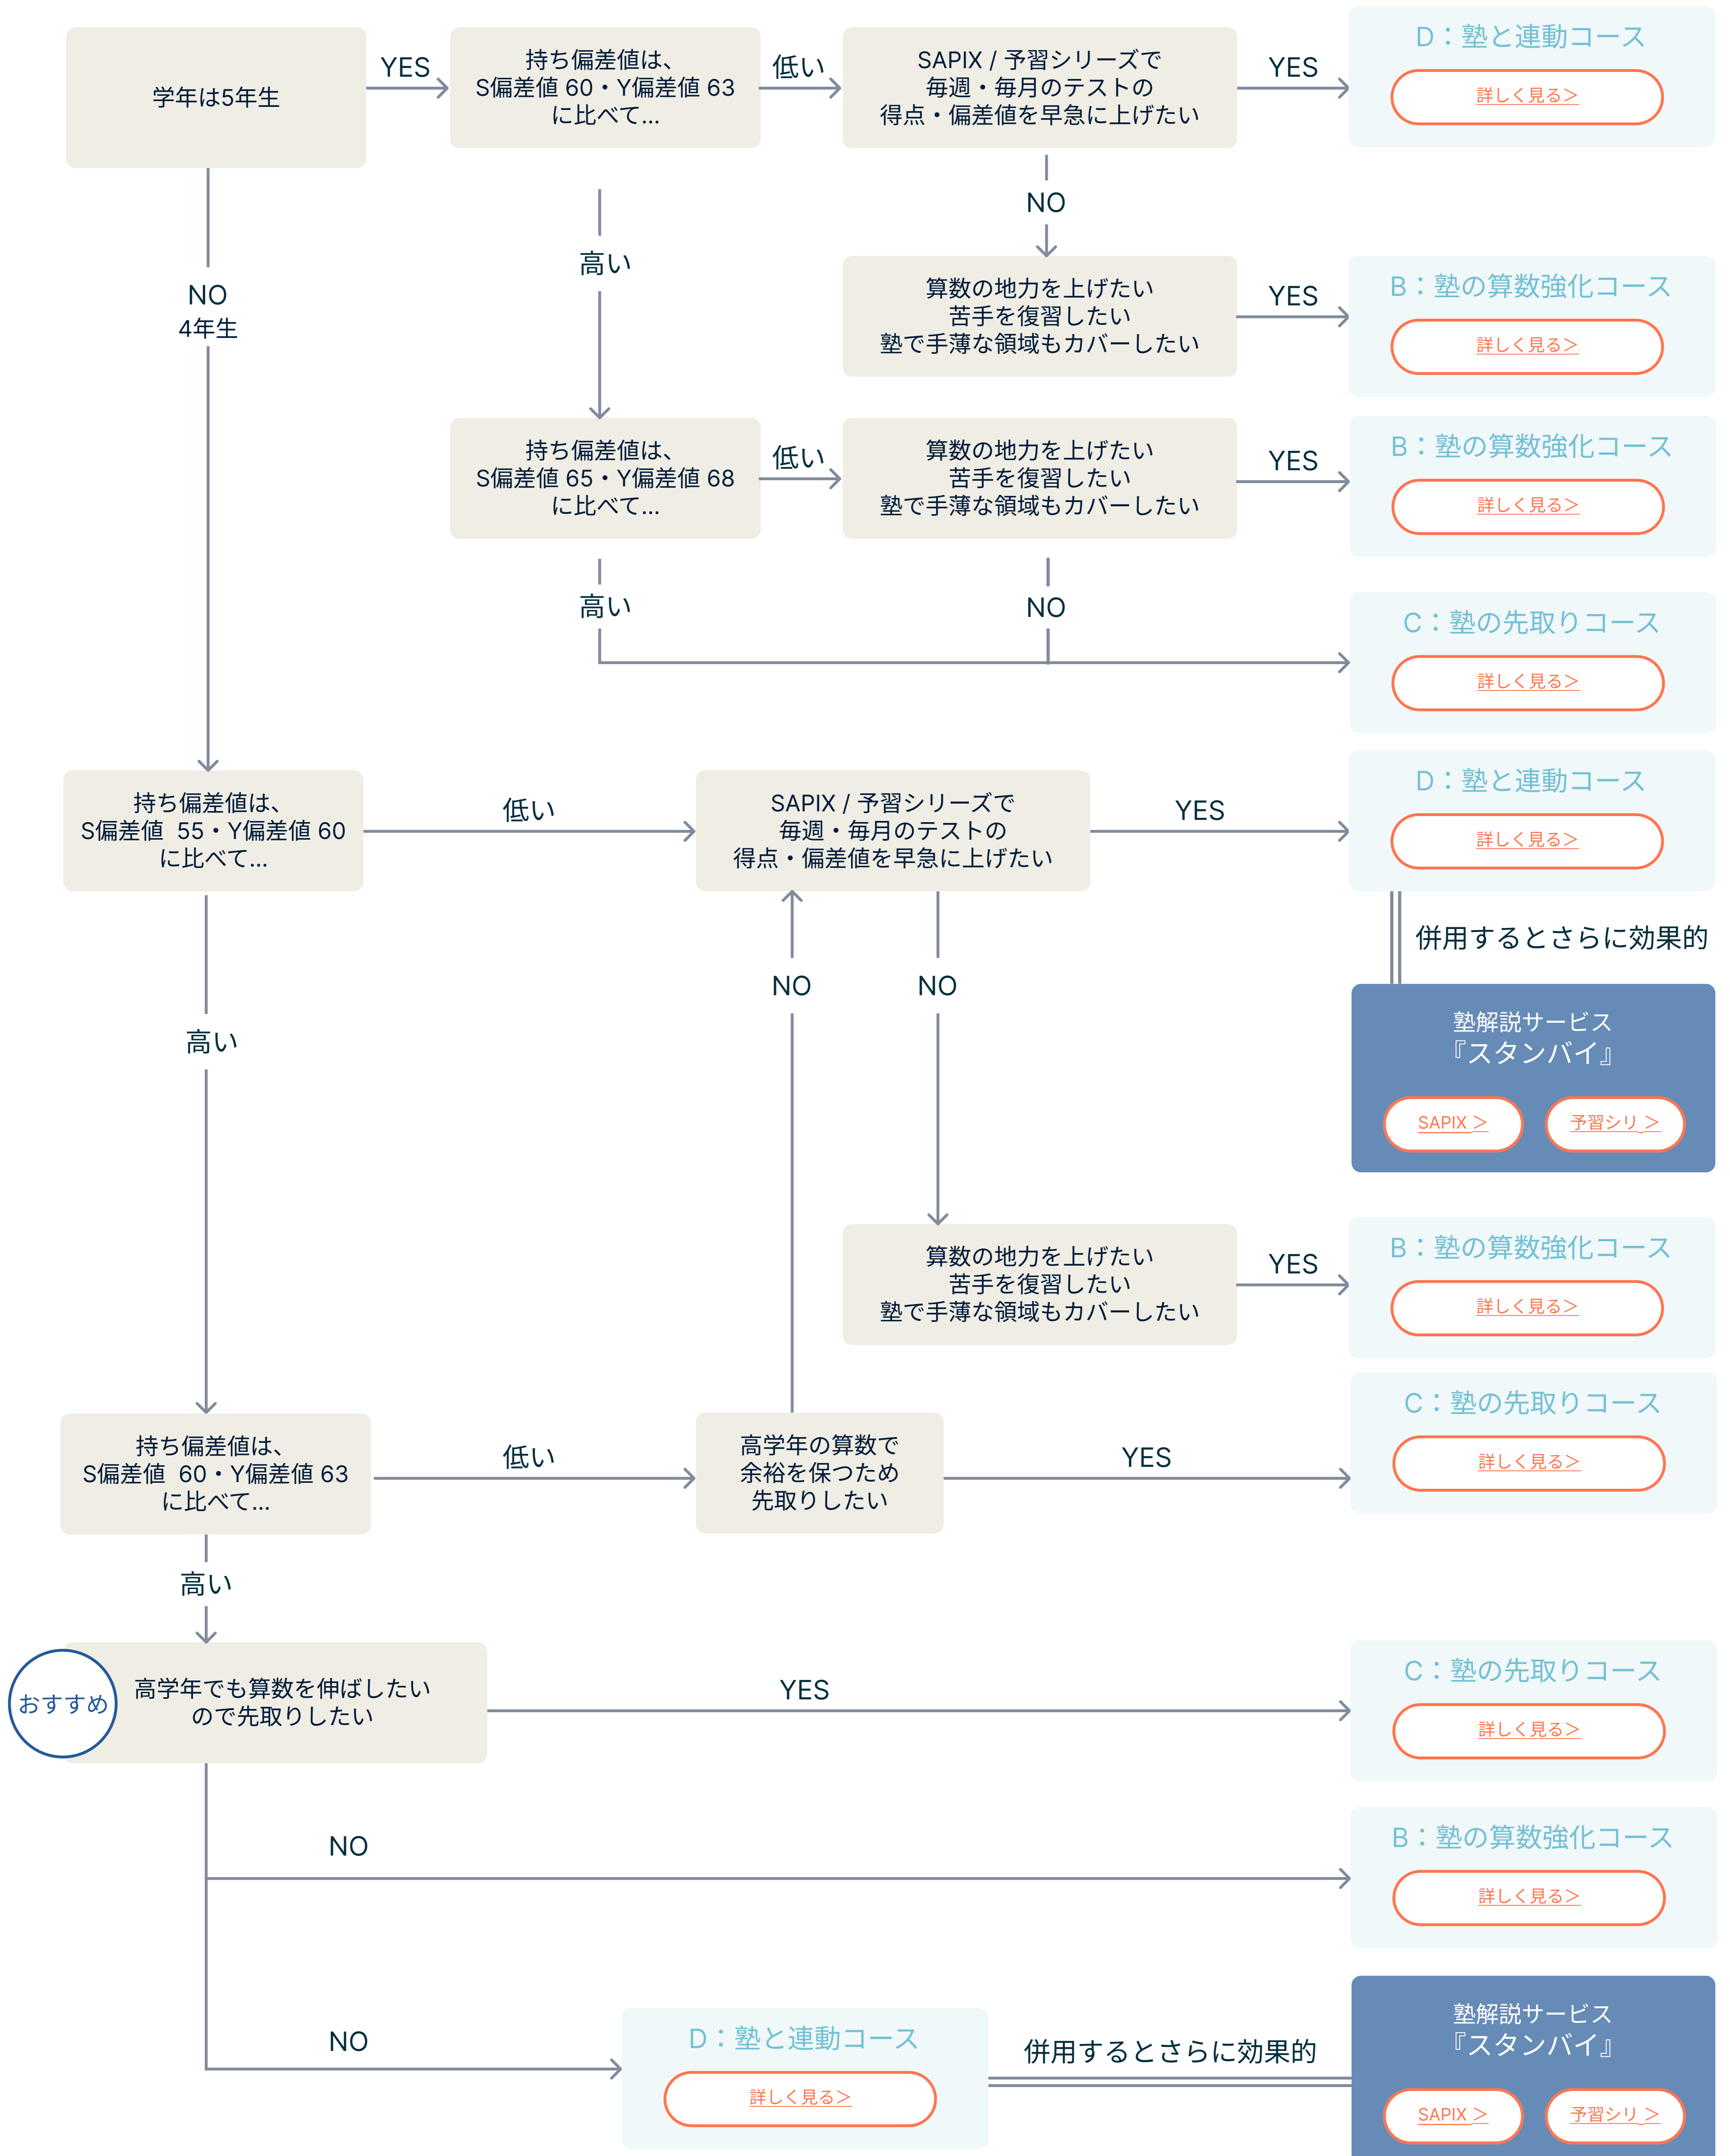 学年は5年生
YES
持ち偏差値は、
S偏差値 60・Y偏差値 63
に比べて...
低い
SAPIX / 予習シリーズで
毎週・毎月のテストの
得点・偏差値を早急に上げたい
YES
D：塾と連動コース
詳しく見る＞
NO
高い
NO
4年生
算数の地力を上げたい
苦手を復習したい
塾で手薄な領域もカバーしたい
YES
B：塾の算数強化コース
詳しく見る＞
持ち偏差値は、
S偏差値 65・Y偏差値 68
に比べて...
低い
算数の地力を上げたい
苦手を復習したい
塾で手薄な領域もカバーしたい
YES
B：塾の算数強化コース
詳しく見る＞
高い
NO
C：塾の先取りコース
詳しく見る＞
持ち偏差値は、
S偏差値 55・Y偏差値 60
に比べて...
低い
SAPIX / 予習シリーズで
毎週・毎月のテストの
得点・偏差値を早急に上げたい
YES
D：塾と連動コース
詳しく見る＞
併用するとさらに効果的
高い
NO
NO
塾解説サービス
『スタンバイ』
SAPIX ＞
予習シリ ＞
算数の地力を上げたい
苦手を復習したい
塾で手薄な領域もカバーしたい
YES
B：塾の算数強化コース
詳しく見る＞
持ち偏差値は、
S偏差値 60・Y偏差値 63
に比べて...
低い
高学年の算数で
余裕を保つため
先取りしたい
YES
C：塾の先取りコース
詳しく見る＞
高い
おすすめ
高学年でも算数を伸ばしたい
ので先取りしたい
YES
C：塾の先取りコース
詳しく見る＞
NO
B：塾の算数強化コース
詳しく見る＞
NO
D：塾と連動コース
詳しく見る＞
併用するとさらに効果的
塾解説サービス
『スタンバイ』
SAPIX ＞
予習シリ ＞